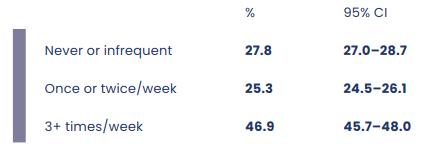 % 95% CI
Never or infrequent 27.8 27.0–28.7
Once or twice/week 25.3 24.5–26.1
3+ times/week 46.9 45.7–48.0